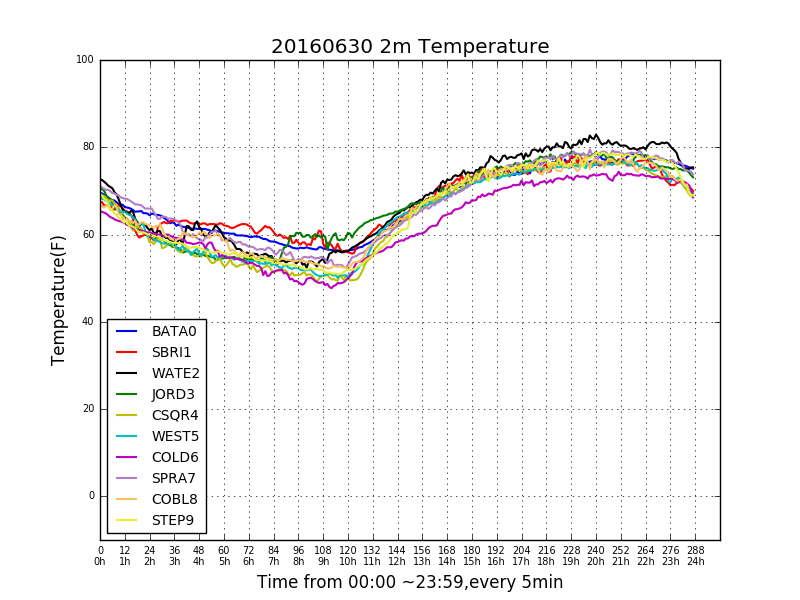 20160630 2m Temperature
100
80
60
40
20
0
Temperature(F)
BATA0
SBRI1
WATE2
JORD3
CSQR4
WEST5
COLD6
SPRA7
COBL8
STEP9
0 12 24 36 48 60 72 84 96 108 120 132 144 156 168 180 192 204 216 228 240 252 264 276 288
0h 1h 2h 3h 4h 5h 6h 7h 8h 9h 10h 11h 12h 13h 14h 15h 16h 17h 18h 19h 20h 21h 22h 23h 24h
Time from 00:00 ~23:59,every 5min